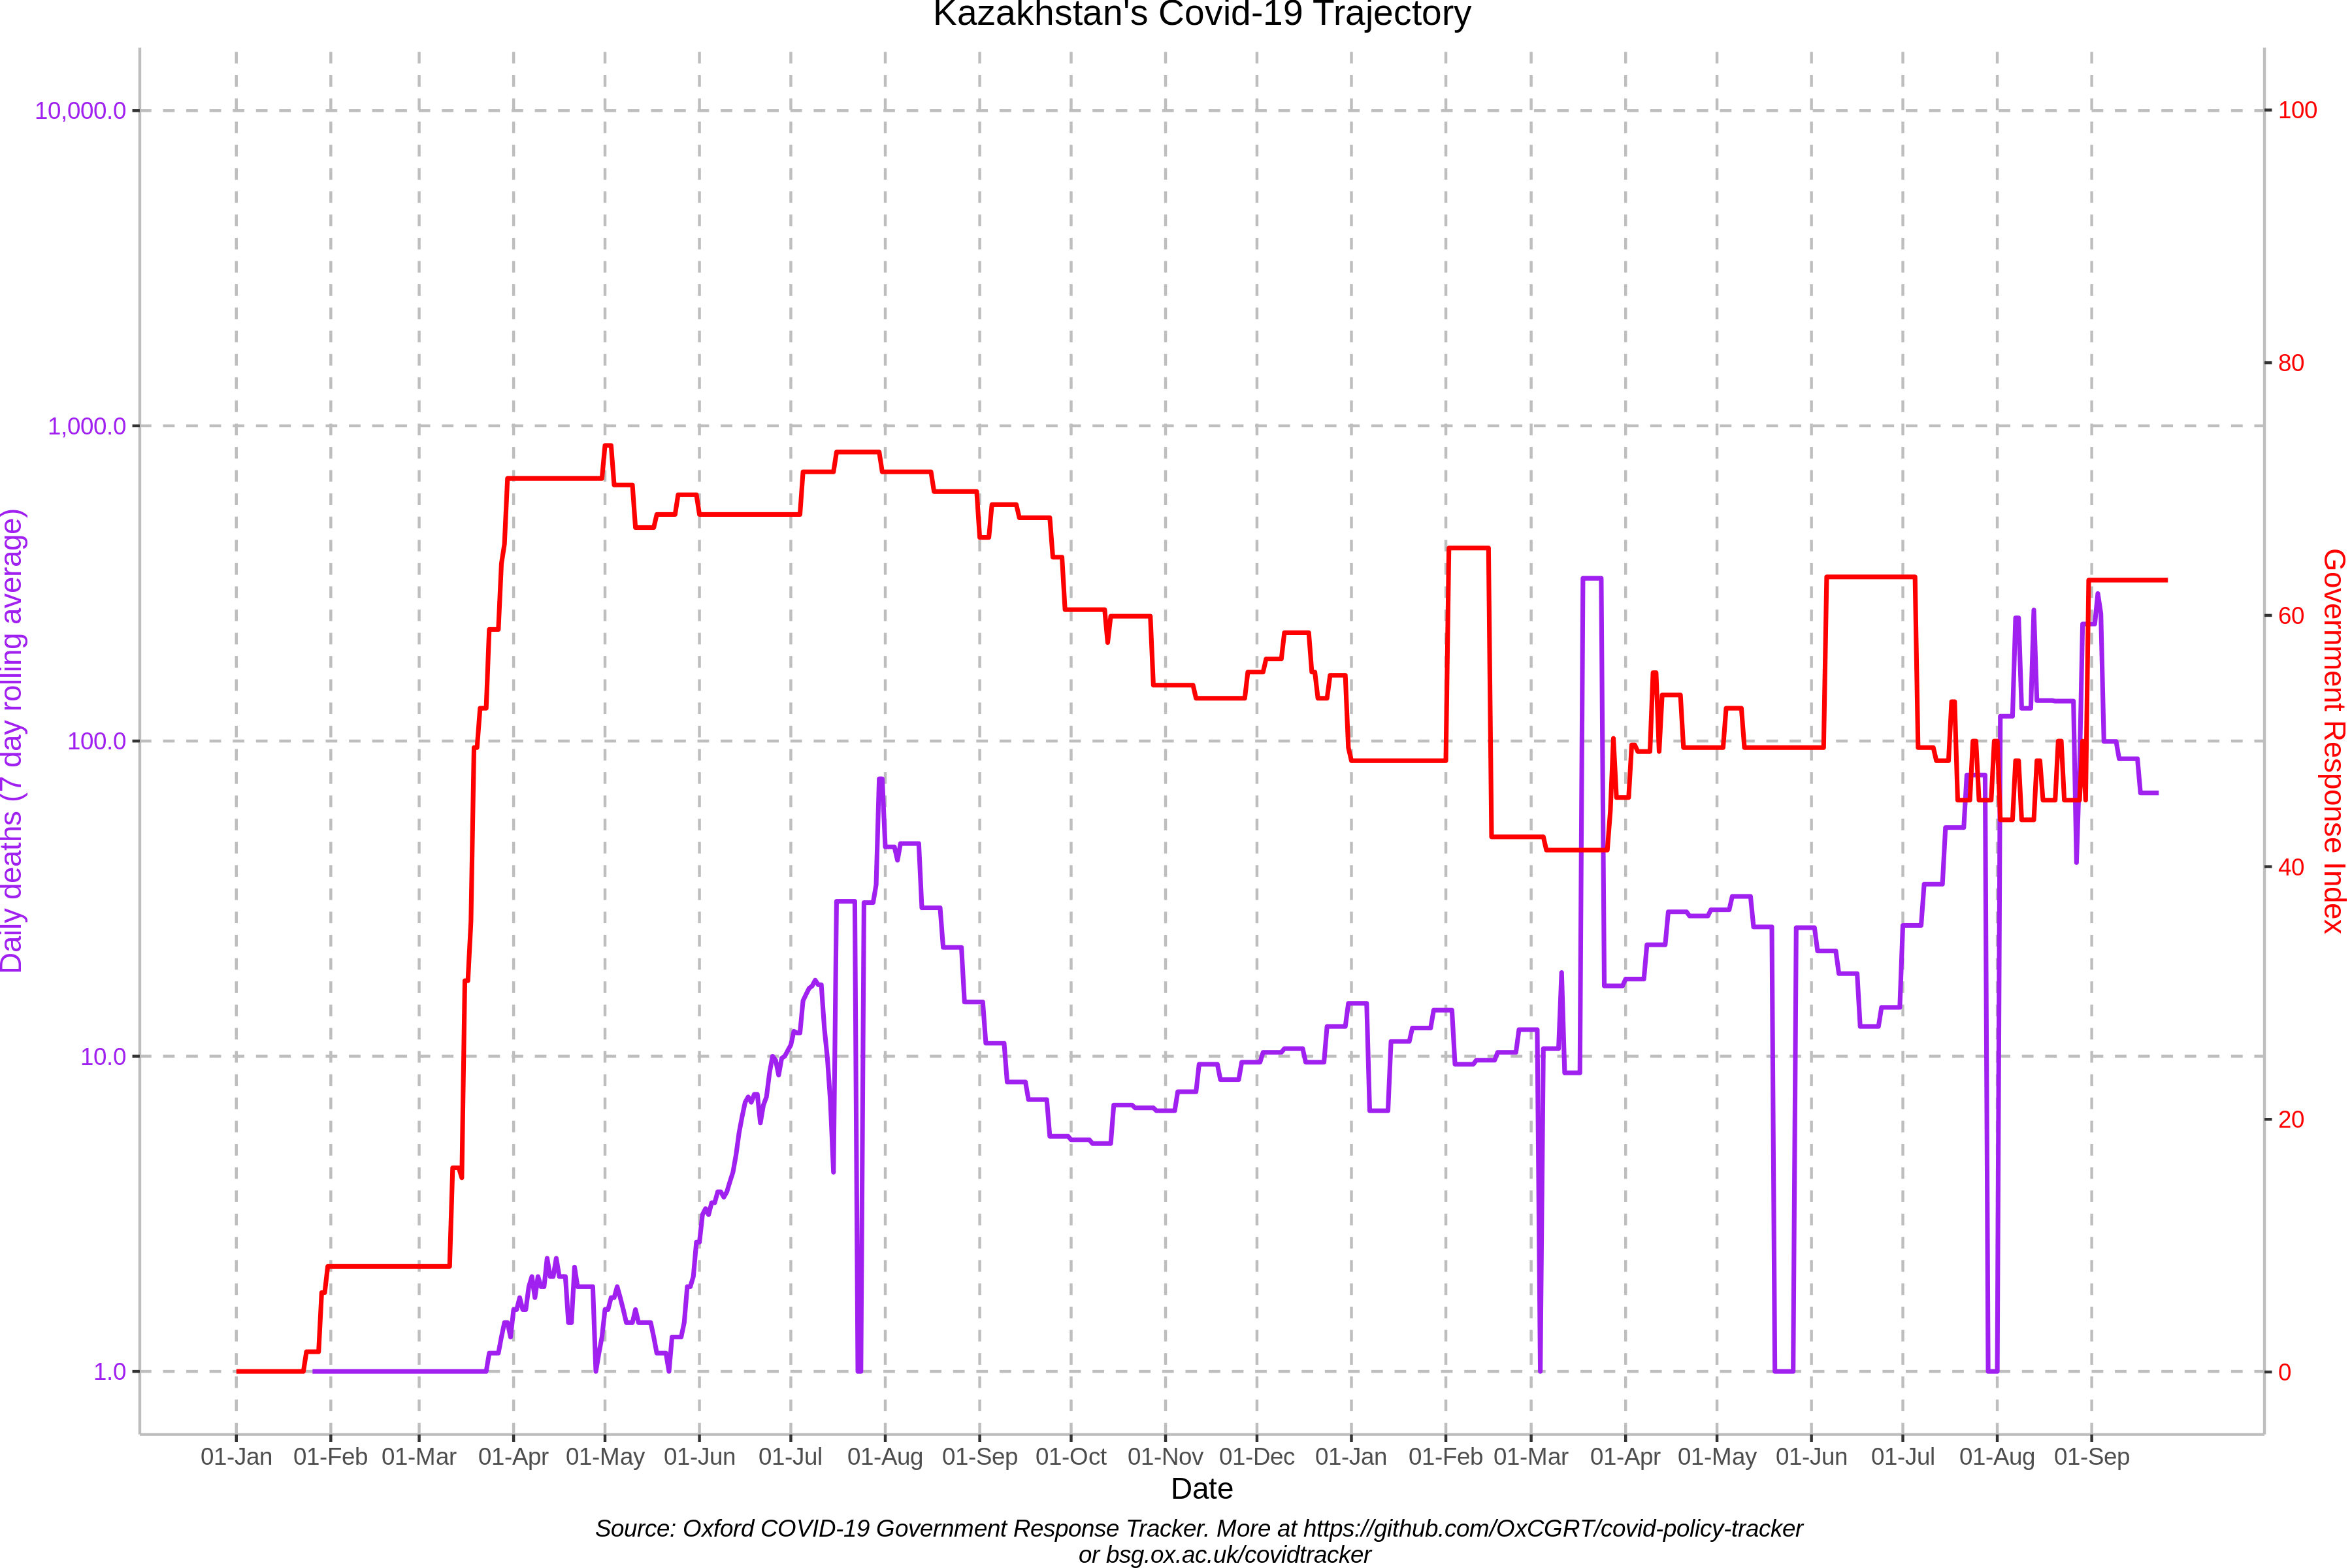 Kazakhstan's Covid-19 Trajectory
10,000.0
1,000.0
100.0
10.0
1.0
Daily deaths (7 day rolling average)
100
80
60
40
20
0
Government Response Index
01-Jan 01-Feb 01-Mar 01-Apr 01-May 01-Jun 01-Jul 01-Aug 01-Sep 01-Oct 01-Nov 01-Dec 01-Jan 01-Feb 01-Mar 01-Apr 01-May 01-Jun 01-Jul 01-Aug 01-Sep
Date
Source: Oxford COVID-19 Government Response Tracker. More at https://github.com/OxCGRT/covid-policy-tracker
or bsg.ox.ac.uk/covidtracker